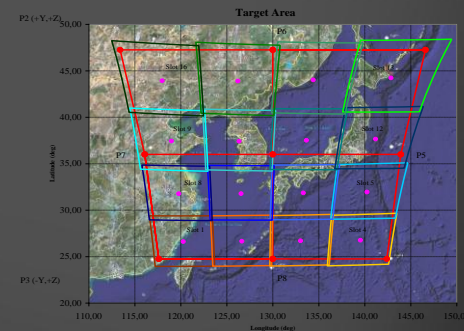 Target Area
P2 (+Y,+Z)
50,00
P6
Slot 16
45,00
40,00
Slot 9
Slot 12
P7
P5
35,00
Latitude (deg)
Slot 8
Slot 5
30,00
Slot 1
Slot 4
25,00
P3 (-Y,+Z)
P8
20,00
110,00 115,00 120,00 125,00 130,00 135,00 140,00 145,00 150,0
Longitude (deg)